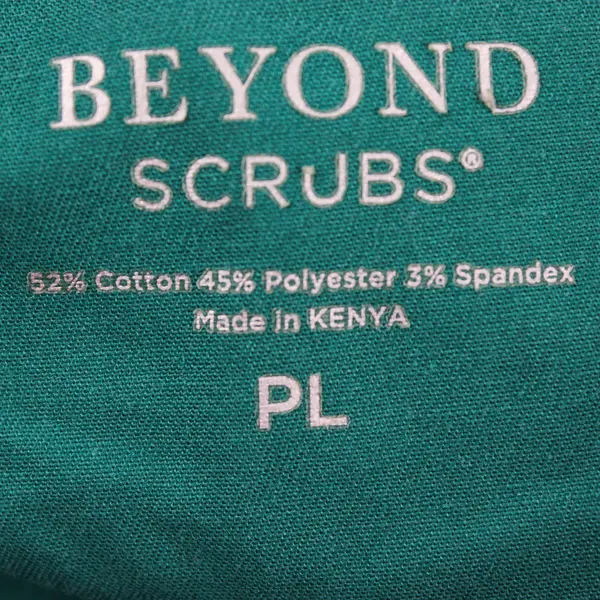 BEYOND
SCRUBS®
52% Cotton 45% Polyester 3% Spandex
Made in KENYA
PL